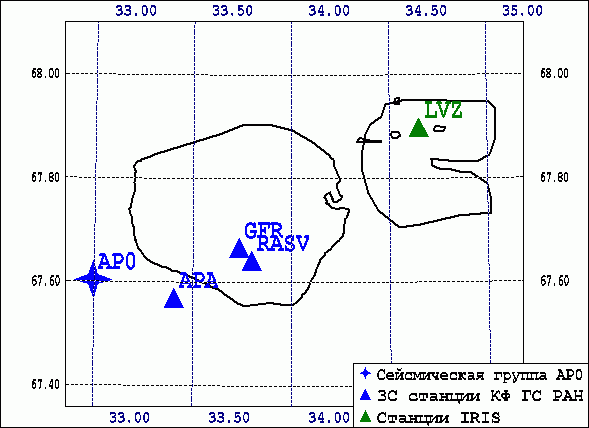 33.00 33.50 34.00 34.50 35.00
68.00 68.00
LVZ
67.80 67.80
GFR
RASV
AP0
APA
67.60 67.60
67.40
Сейсмическая группа AP0
ЗС станции КФ ГС РАН
Станции IRIS
33.00 33.50 34.00